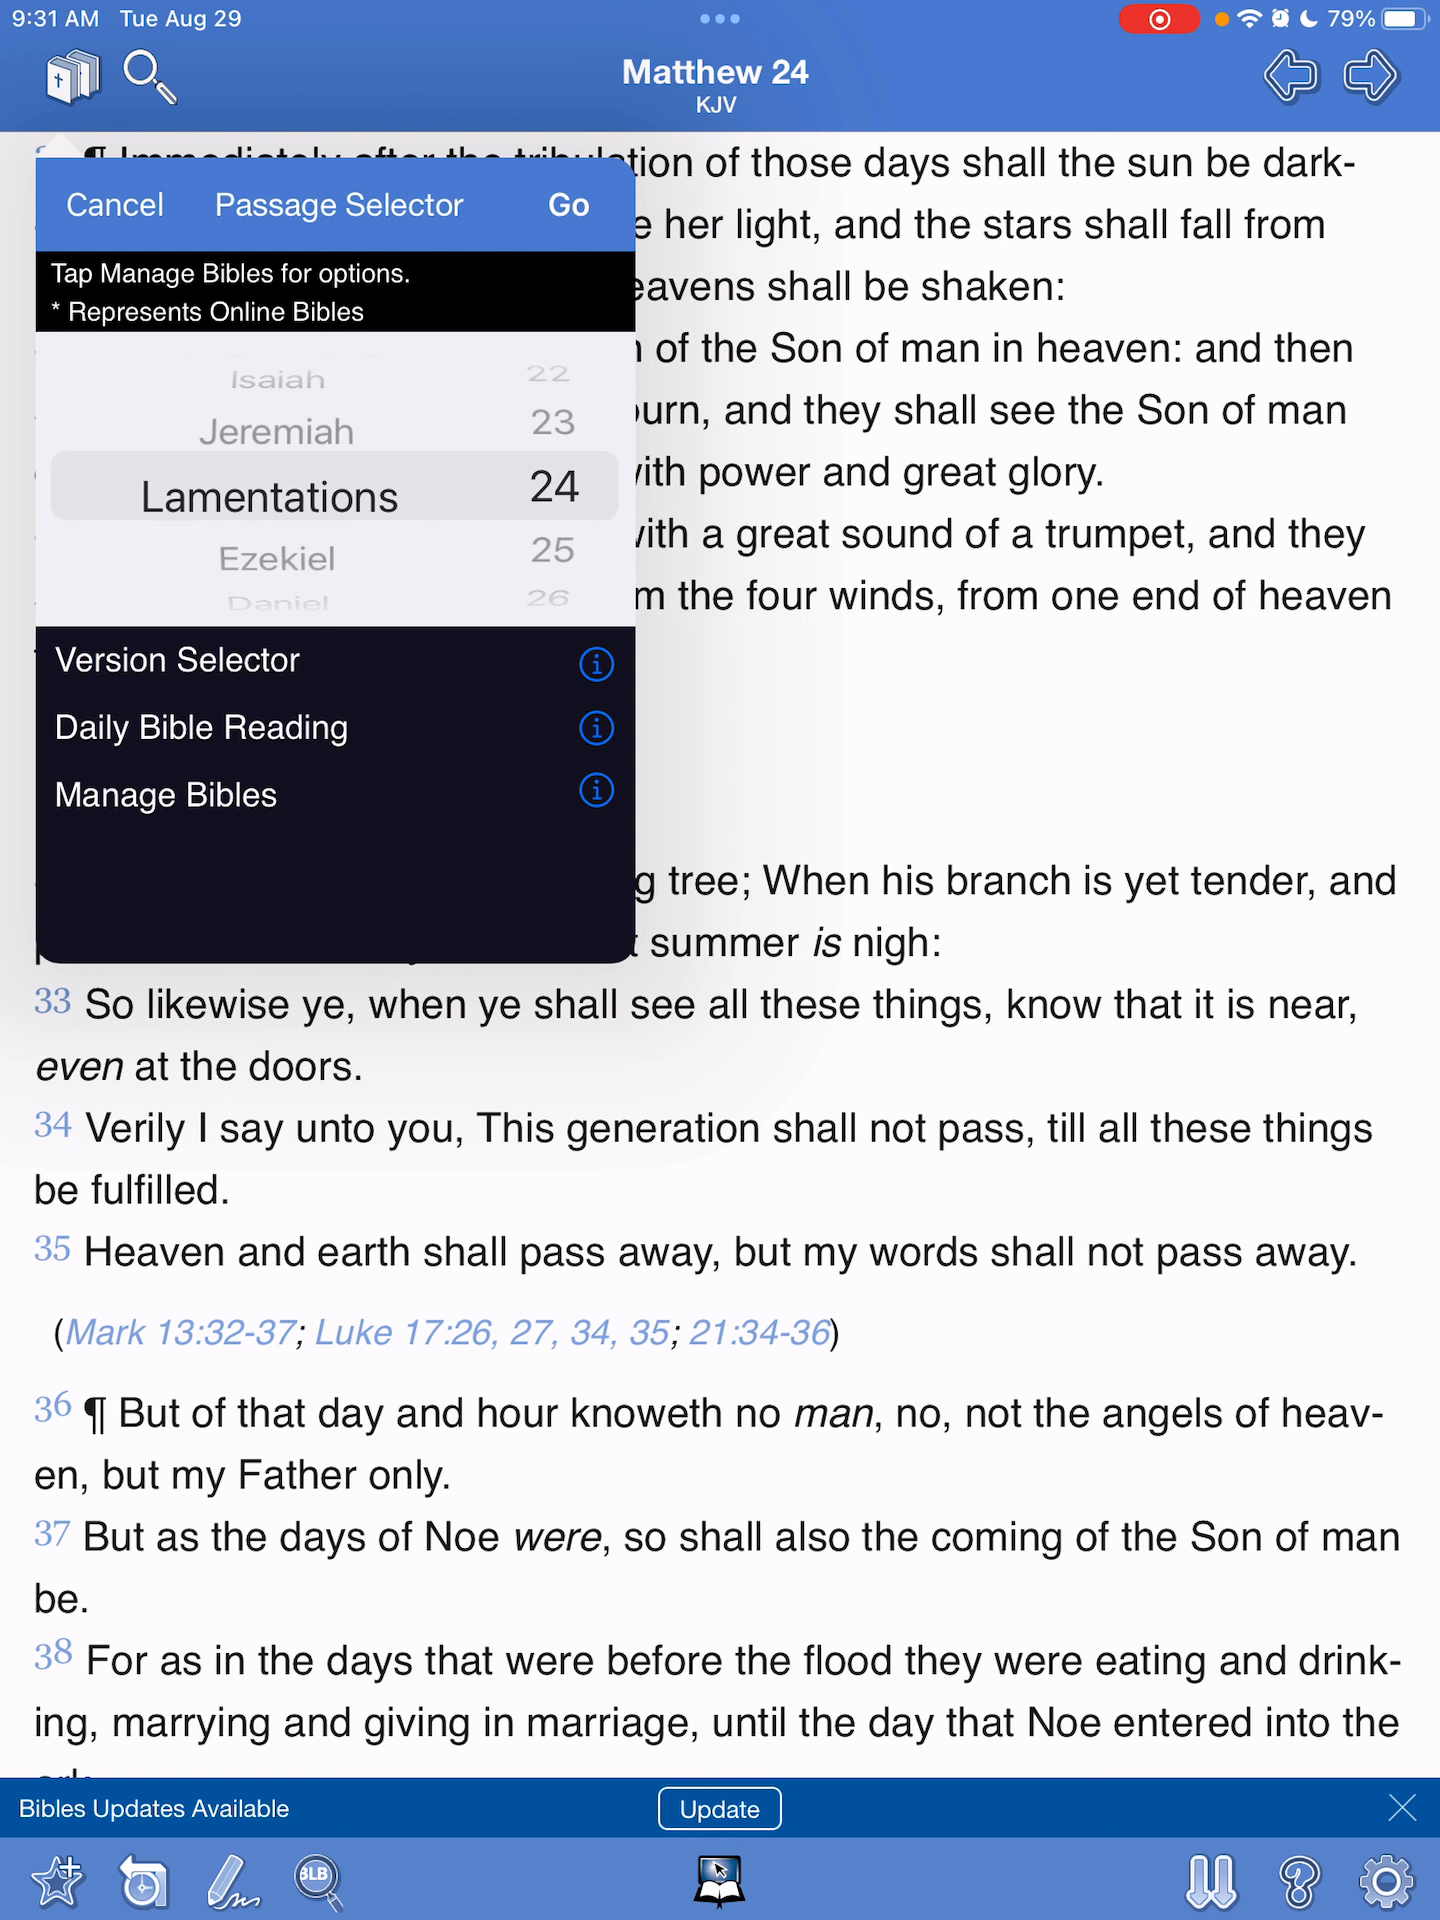 9:31 AM Tue Aug 29
79%
Matthew 24
KJV
Cancel Passage Selector Go
Tap Manage Bibles for options.
* Represents Online Bibles
Isaiah 22
Jeremiah 23
Lamentations 24
Ezekiel 25
Daniel 26
Version Selector
Daily Bible Reading
Manage Bibles
¶ Immediately after the tribulation of those days shall the sun be dark-
her light, and the stars shall fall from
shall be shaken:
of the Son of man in heaven: and then
and they shall see the Son of man
power and great glory.
a great sound of a trumpet, and they
the four winds, from one end of heaven
tree; When his branch is yet tender, and
summer is nigh:
33 So likewise ye, when ye shall see all these things, know that it is near,
even at the doors.
34 Verily I say unto you, This generation shall not pass, till all these things
be fulfilled.
35 Heaven and earth shall pass away, but my words shall not pass away.
(Mark 13:32-37; Luke 17:26, 27, 34, 35; 21:34-36)
36 ¶ But of that day and hour knoweth no man, no, not the angels of heav-
en, but my Father only.
37 But as the days of Noe were, so shall also the coming of the Son of man
be.
38 For as in the days that were before the flood they were eating and drink-
ing, marrying and giving in marriage, until the day that Noe entered into the
Bibles Updates Available Update
BLB